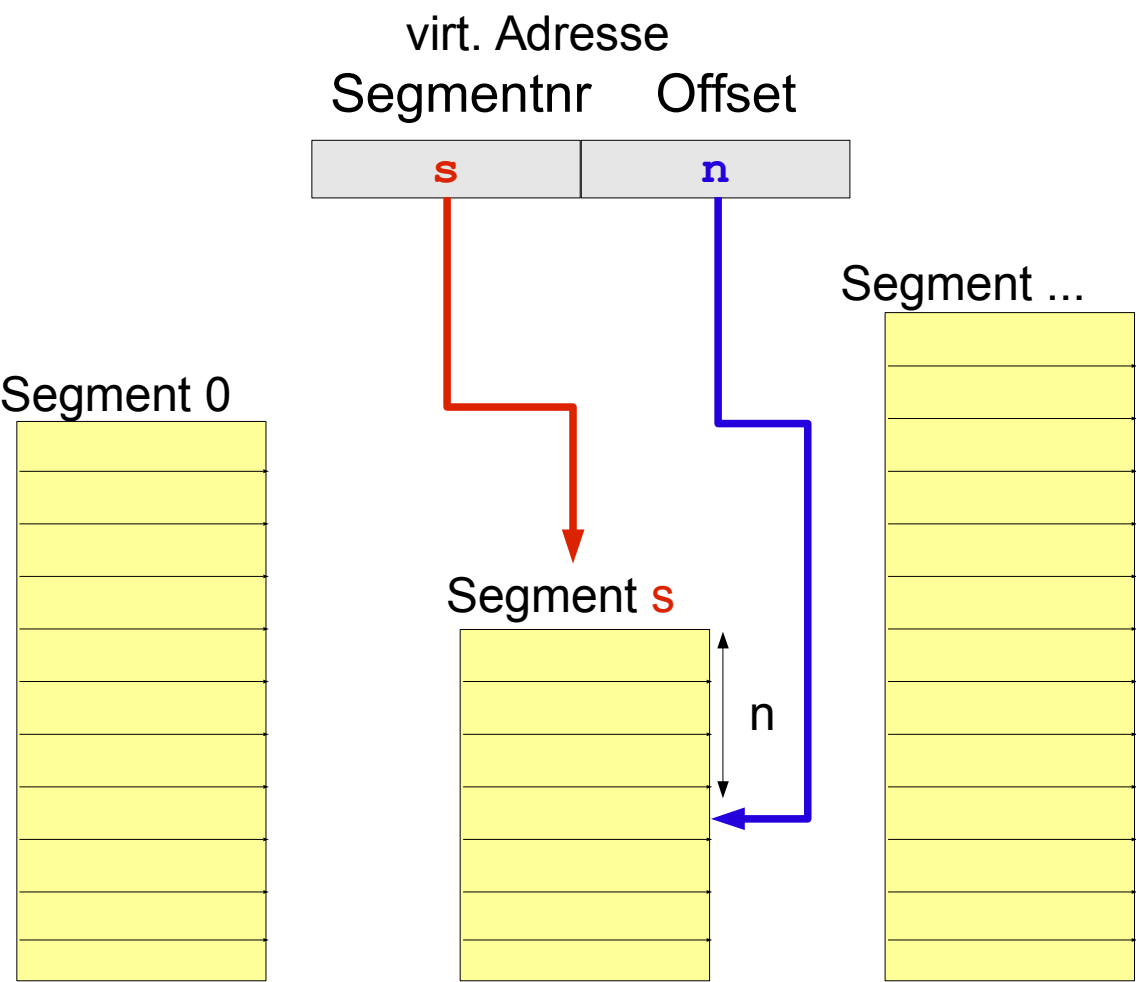 virt. Adresse
Segmentnr Offset
s n
Segment ...
Segment 0
Segment s
n